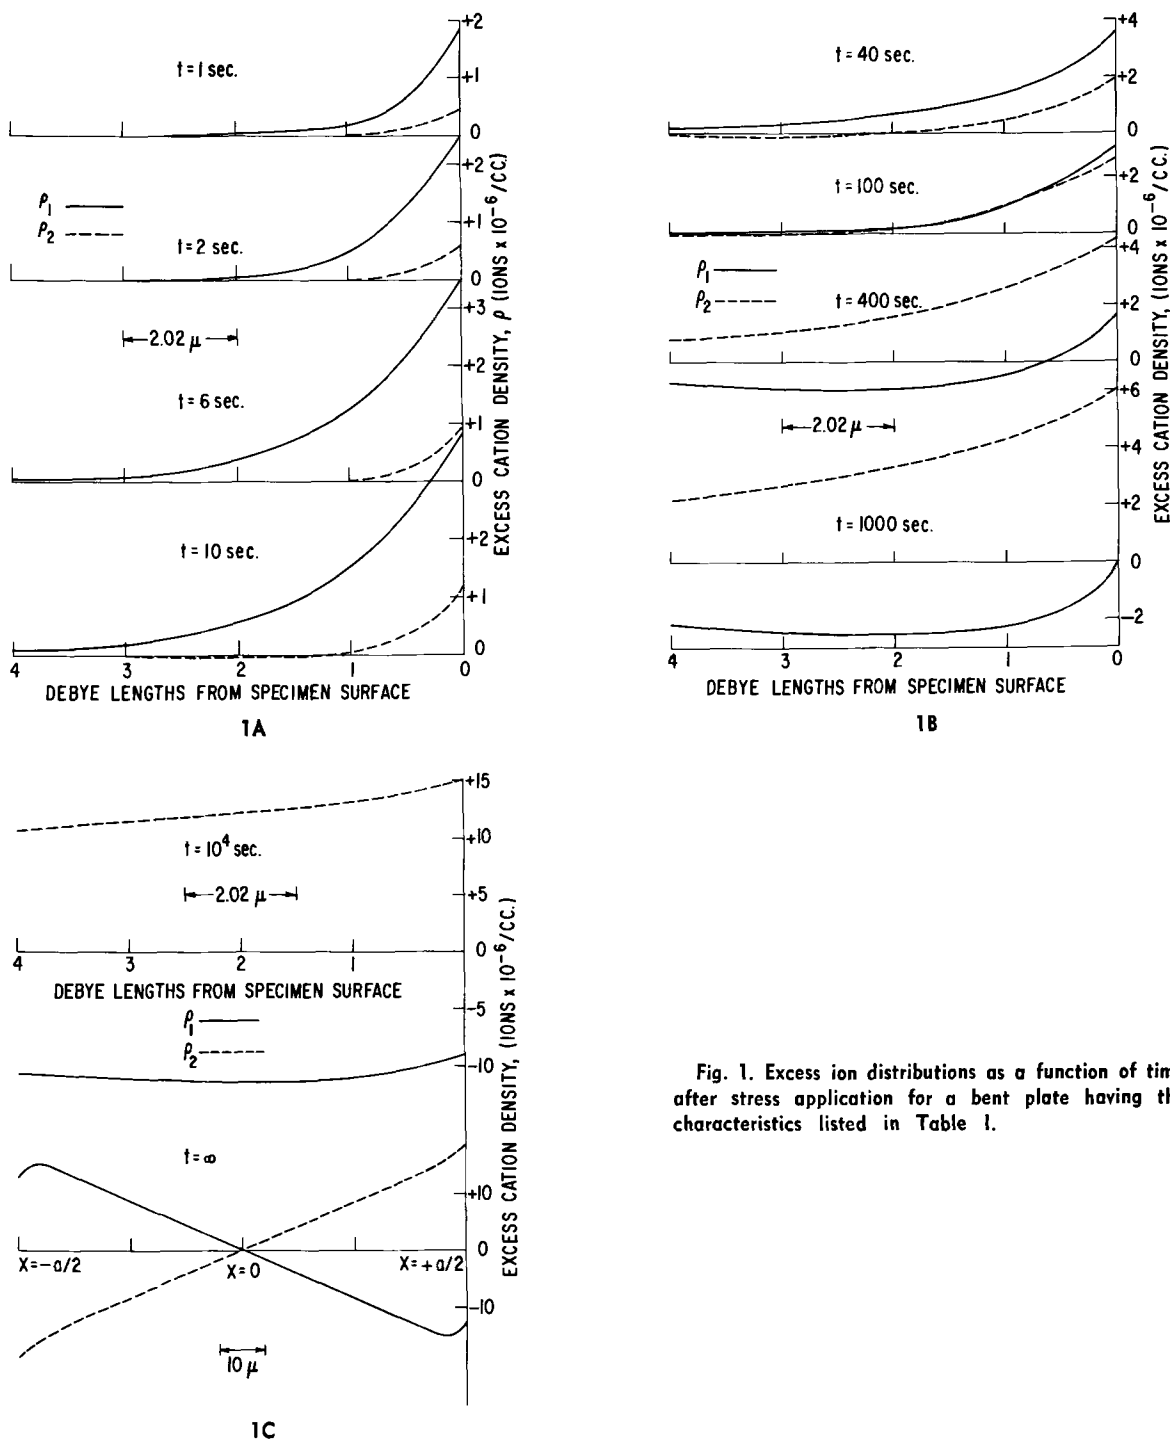 +2
t = 1 sec.
+1
0
+2
ρ1
ρ2
+1
t = 2 sec.
0
+3
2.02 μ
+2
t = 6 sec.
+1
0
+2
t = 10 sec.
+1
0
4 3 2 1 0
DEBYE LENGTHS FROM SPECIMEN SURFACE
EXCESS CATION DENSITY, ρ (IONS x 10⁻⁶/CC.)
1A
+4
t = 40 sec.
+2
0
+2
t = 100 sec.
0
+4
ρ1
ρ2
t = 400 sec.
+2
0
+6
2.02 μ
+4
+2
t = 1000 sec.
0
-2
4 3 2 1 0
DEBYE LENGTHS FROM SPECIMEN SURFACE
EXCESS CATION DENSITY, (IONS x 10⁻⁶/CC.)
1B
+15
+10
t = 10⁴ sec.
2.02 μ
+5
0
4 3 2 1
DEBYE LENGTHS FROM SPECIMEN SURFACE
-5
ρ1
ρ2
-10
t = ∞
+10
0
X=-a/2 X=0 X=+a/2
-10
10 μ
EXCESS CATION DENSITY, (IONS x 10⁻⁶/CC.)
1C
Fig. 1. Excess ion distributions as a function of tim
after stress application for a bent plate having th
characteristics listed in Table I.